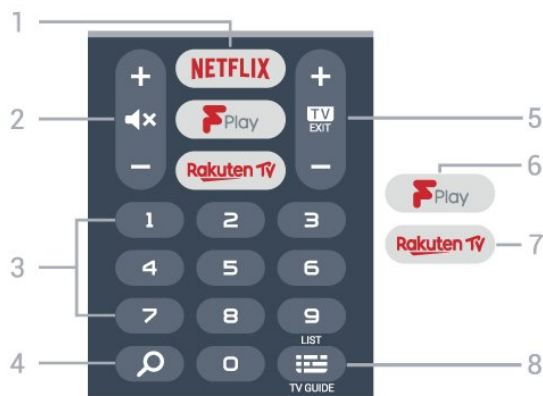 1
NETFLIX
+ +
2
TV
EXIT
5
F Play
6
F Play
- -
Rakuten TV
1 2 3
3
Rakuten TV
7
4 5 6
7 8 9
LIST
4
0
8
TV GUIDE